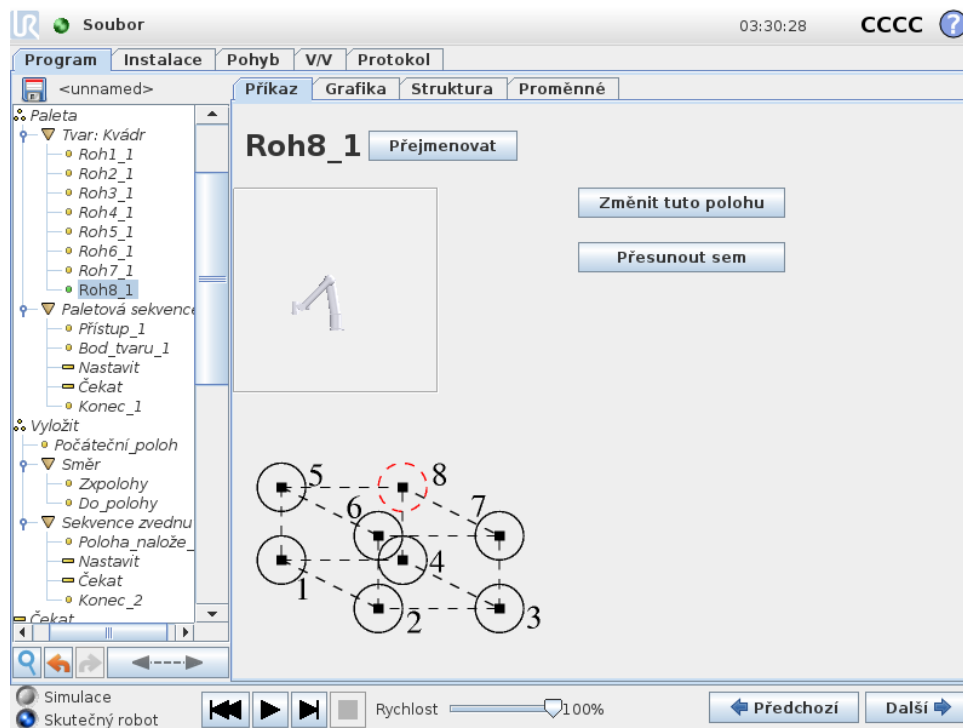 UR Soubor 03:30:28 CCCC ?
Program Instalace Pohyb V/V Protokol
<unnamed>
Příkaz Grafika Struktura Proměnné
Paleta
Tvar: Kvádr
Roh1_1
Roh2_1
Roh3_1
Roh4_1
Roh5_1
Roh6_1
Roh7_1
Roh8_1
Paletová sekvence
Přístup_1
Bod_tvaru_1
Nastavit
Čekat
Konec_1
Vyložit
Počáteční_poloh
Směr
Zxpolohy
Do_polohy
Sekvence zvednu
Poloha_nalože_
Nastavit
Čekat
Konec_2
Čekat
Roh8_1 Přejmenovat
Změnit tuto polohu
Přesunout sem
5 8
6 7
1 4
2 3
Simulace
Skutečný robot
Rychlost 100%
Předchozí Další